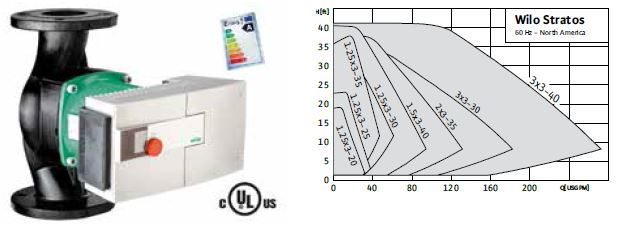 Energy
A
c UL US
H[ft]
Wilo Stratos
60 Hz – North America
40
35
30
25
20
15
10
5
0
1.25x3-35
1.25x3-25
1.25x3-20
1.25x3-30
1.5x3-40
2x3-35
3x3-30
3x3-40
0
40
80
120
160
200
Q[USGPM]